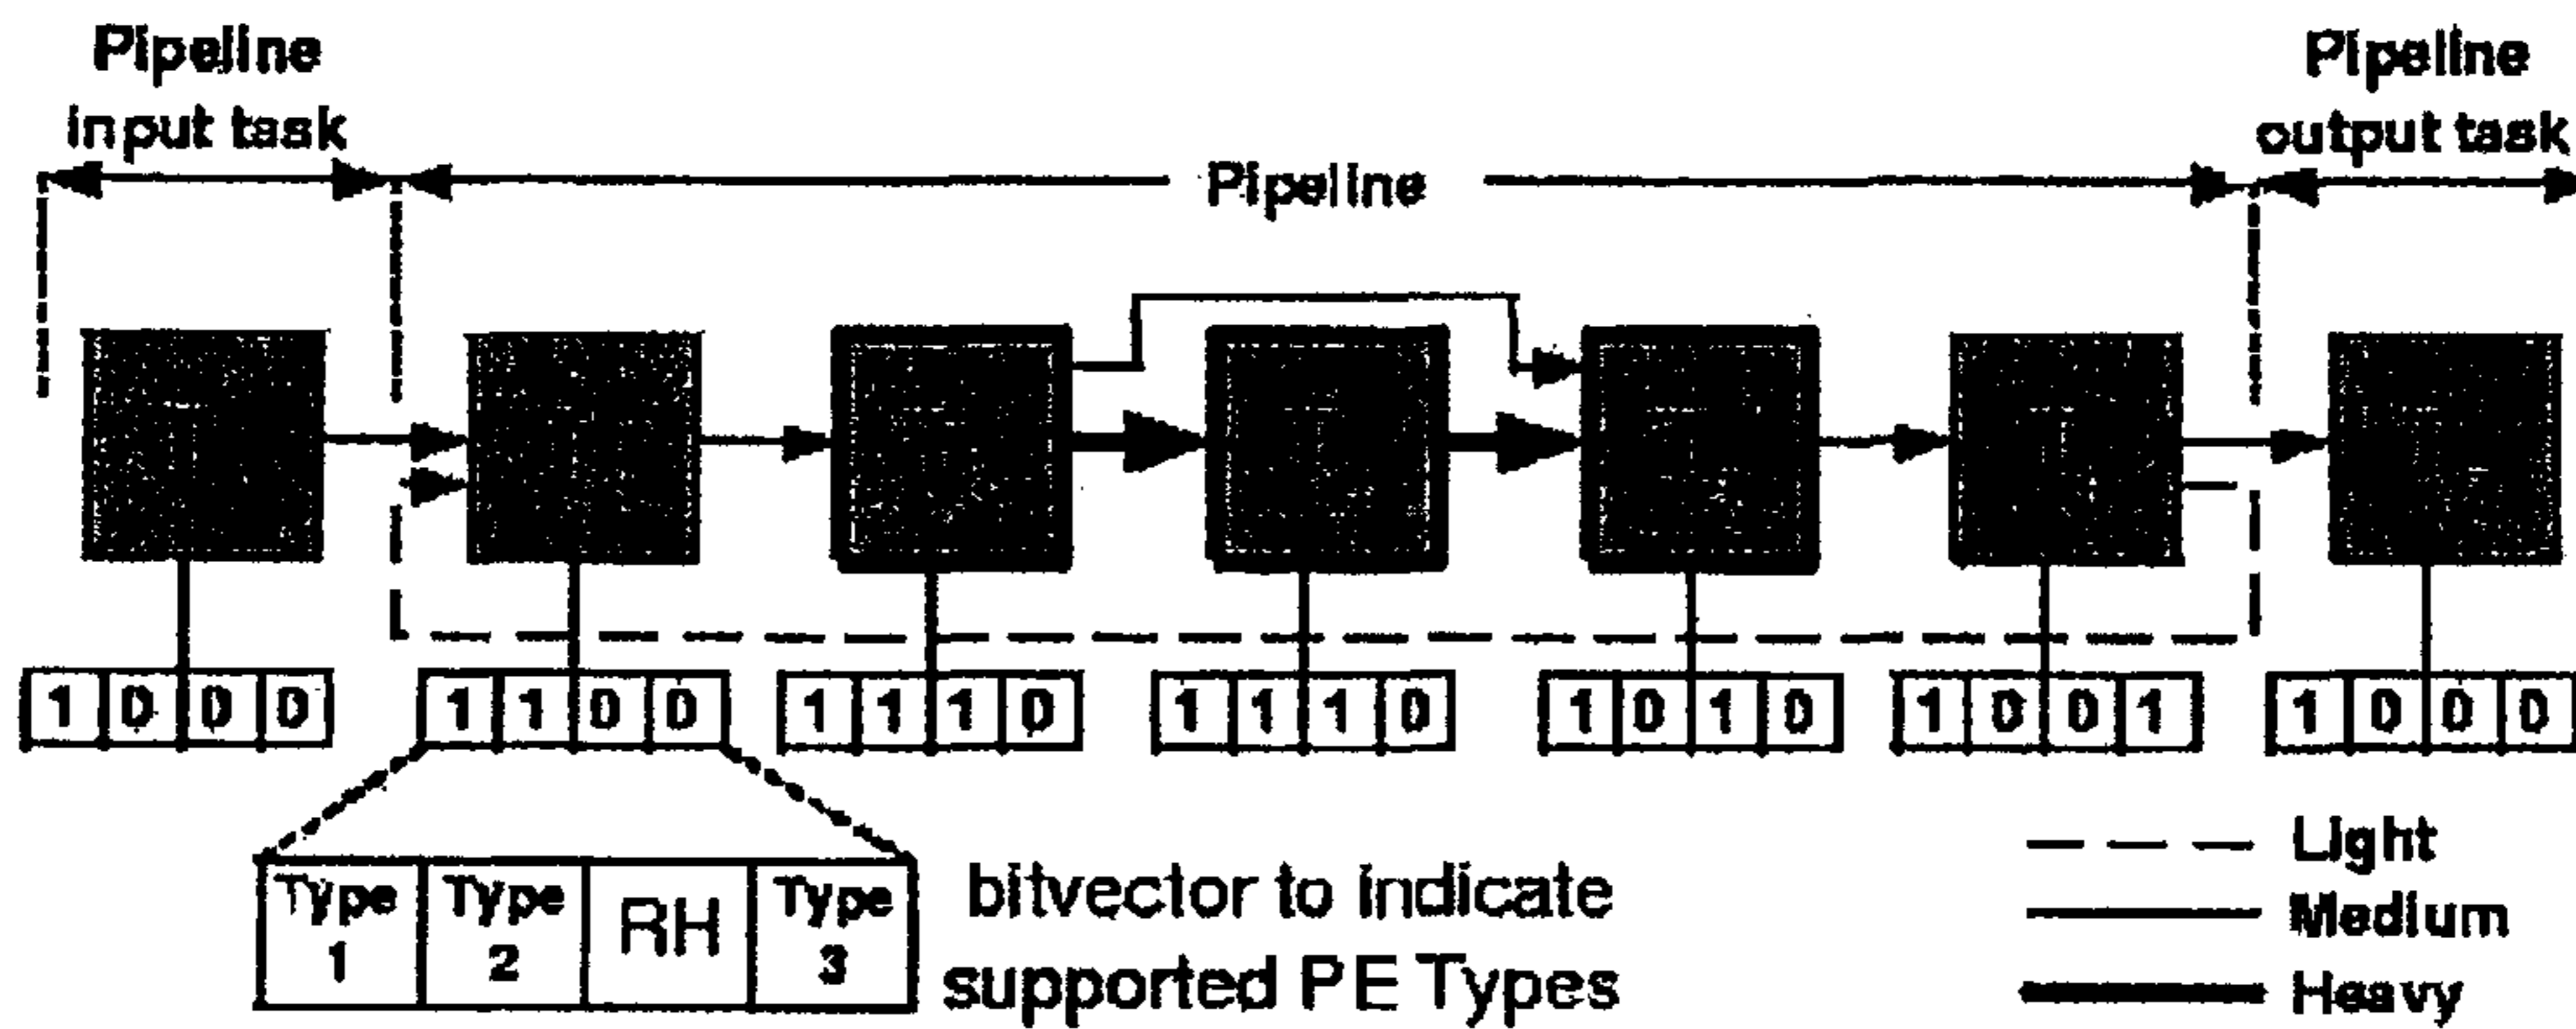 Pipeline
input task
Pipeline
Pipeline
output task
1 0 0 0
1 1 0 0
1 1 1 0
1 1 1 0
1 0 1 0
1 0 0 1
1 0 0 0
Type
1
Type
2
RH
Type
3
bitvector to indicate
supported PE Types
Light
Medium
Heavy